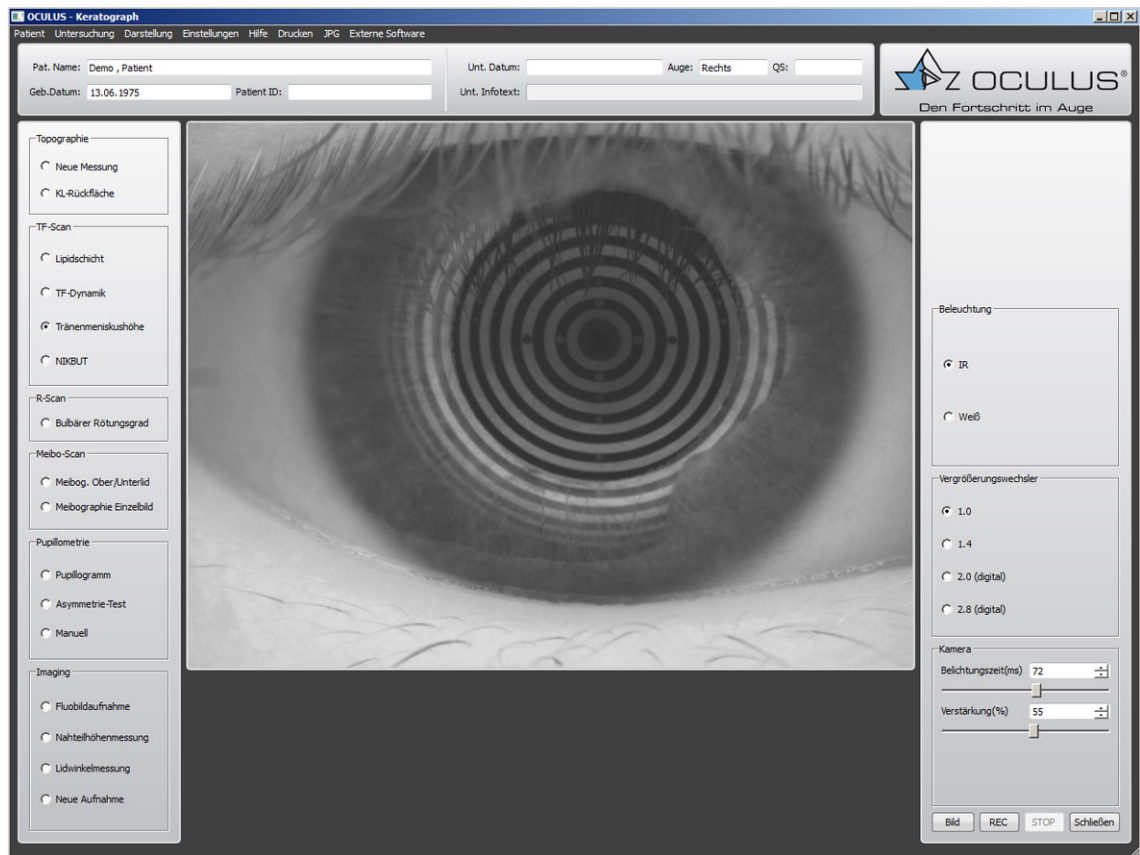 OCULUS - Keratograph
Patient Untersuchung Darstellung Einstellungen Hilfe Drucken JPG Externe Software
Pat. Name: Demo , Patient
Geb.Datum: 13.06.1975 Patient ID:
Unt. Datum: Auge: Rechts QS:
Unt. Infotext:
OCULUS®
Den Fortschritt im Auge
Topographie
Neue Messung
KL-Rückfläche
TF-Scan
Lipidschicht
TF-Dynamik
Tränenmeniskushöhe
NIKBUT
R-Scan
Bulbärer Rötungsgrad
Meibo-Scan
Meibog. Ober/Unterlid
Meibographie Einzelbild
Pupillometrie
Pupillogramm
Asymmetrie-Test
Manuell
Imaging
Fluobildaufnahme
Nahteilhöhenmessung
Lidwinkelmessung
Neue Aufnahme
Beleuchtung
IR
Weiß
Vergrößerungswechsler
1.0
1.4
2.0 (digital)
2.8 (digital)
Kamera
Belichtungszeit(ms) 72
Verstärkung(%) 55
Bild REC STOP Schließen